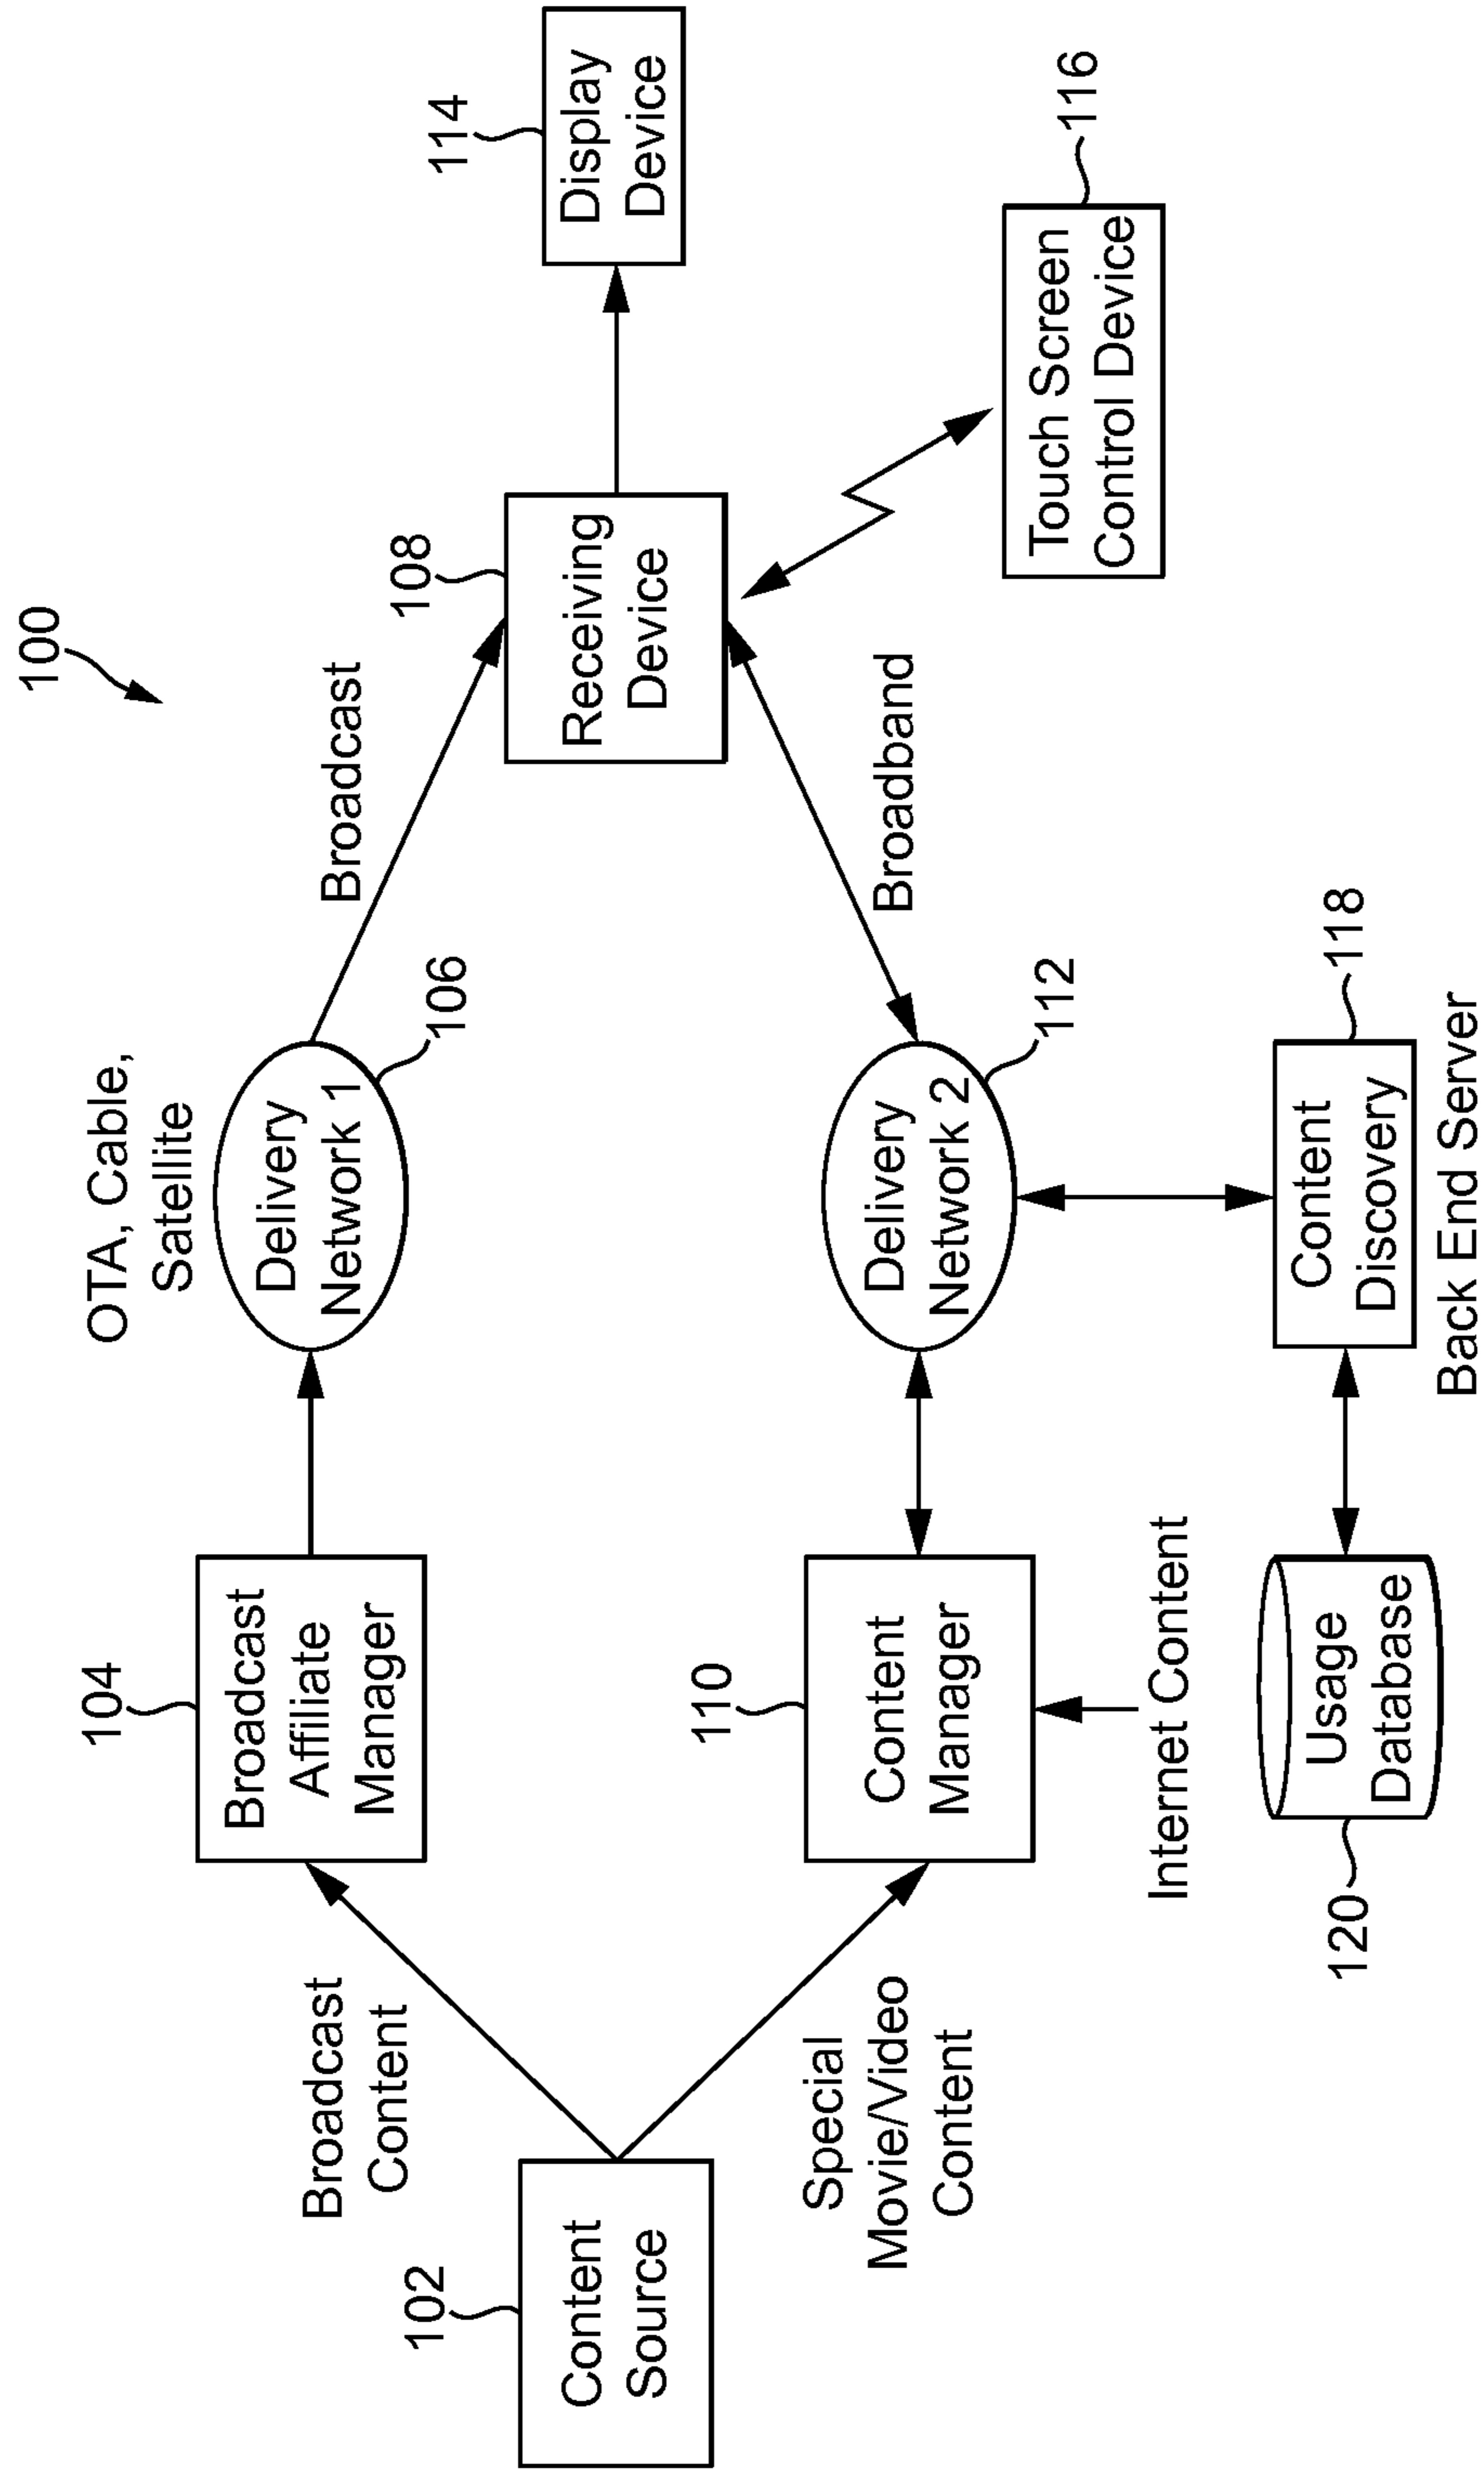 100
OTA, Cable,
Satellite
104
Broadcast
Affiliate
Manager
Delivery
Network 1
106
Broadcast
Broadcast
Content
102
Content
Source
108
Receiving
Device
114
Display
Device
Special
Movie/Video
Content
110
Content
Manager
Delivery
Network 2
112
Broadband
Touch Screen
Control Device
116
Internet Content
120
Usage
Database
Content
Discovery
118
Back End Server